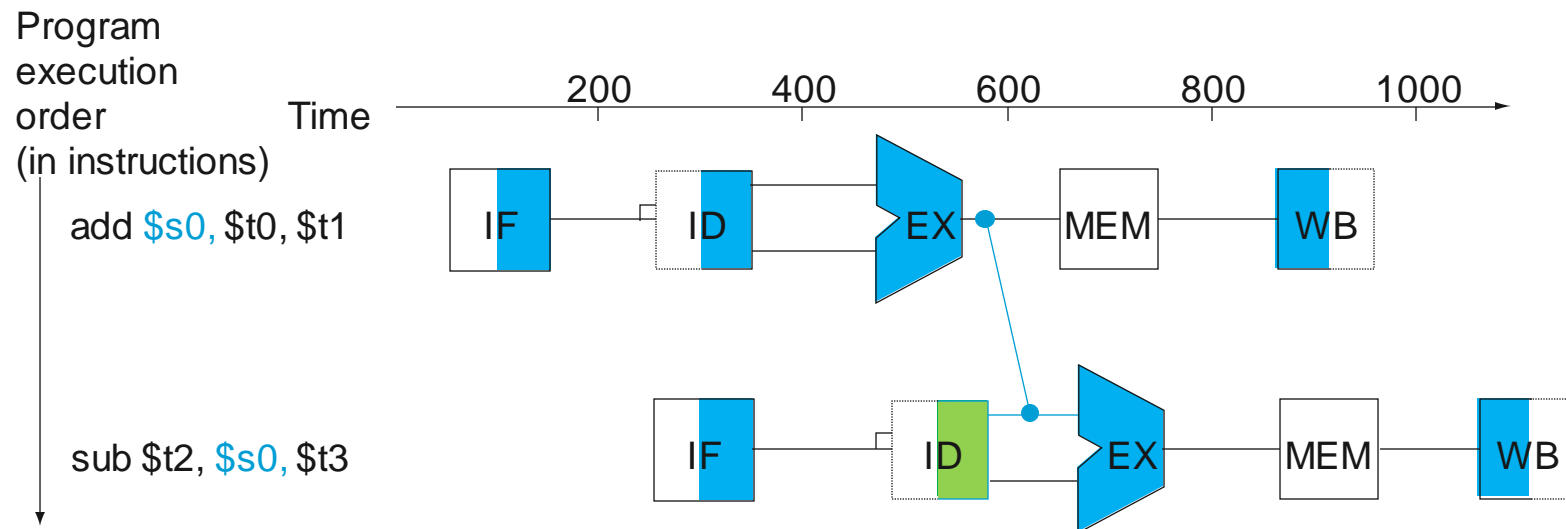 Program
execution
order Time
(in instructions)
200 400 600 800 1000
add $s0, $t0, $t1
IF ID EX MEM WB
sub $t2, $s0, $t3
IF ID EX MEM WB